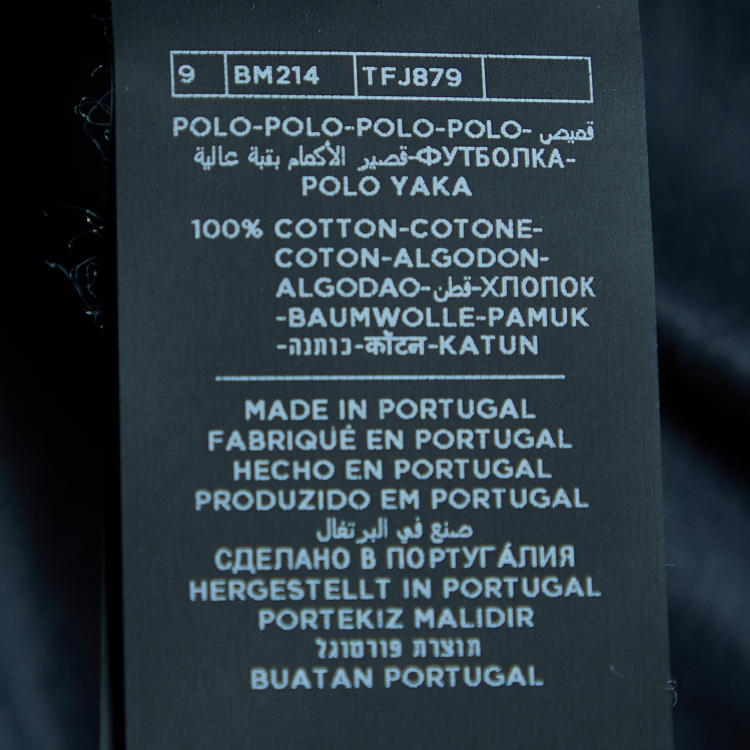 9 BM214 TFJ879
POLO-POLO-POLO-POLO- قميص
قصير الأكمام بقبة عالية-ФУТБОЛКА-
POLO YAKA
100% COTTON-COTONE-
COTON-ALGODON-
ALGODAO-قطن-ХЛОПОК
-BAUMWOLLE-PAMUK
-כותנה-कॉटन-KATUN
MADE IN PORTUGAL
FABRIQUÉ EN PORTUGAL
HECHO EN PORTUGAL
PRODUZIDO EM PORTUGAL
صنع في البرتغال
СДЕЛАНО В ПОРТУГА́ЛИЯ
HERGESTELLT IN PORTUGAL
PORTEKIZ MALIDIR
תוצרת פורטוגל
BUATAN PORTUGAL